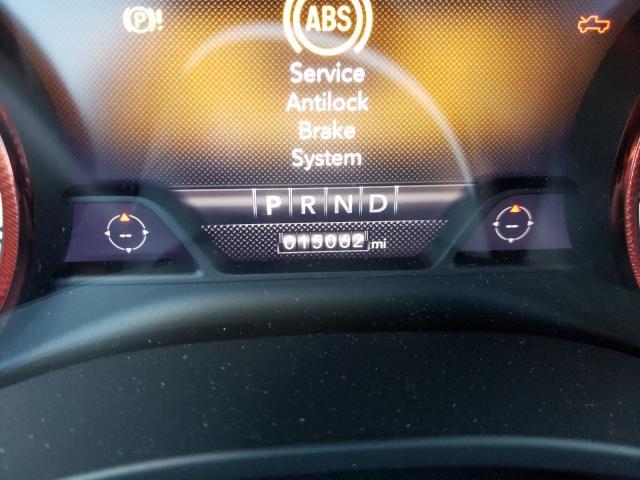 (P)!
ABS
Service
Antilock
Brake
System
P R N D
015062 mi
--
--